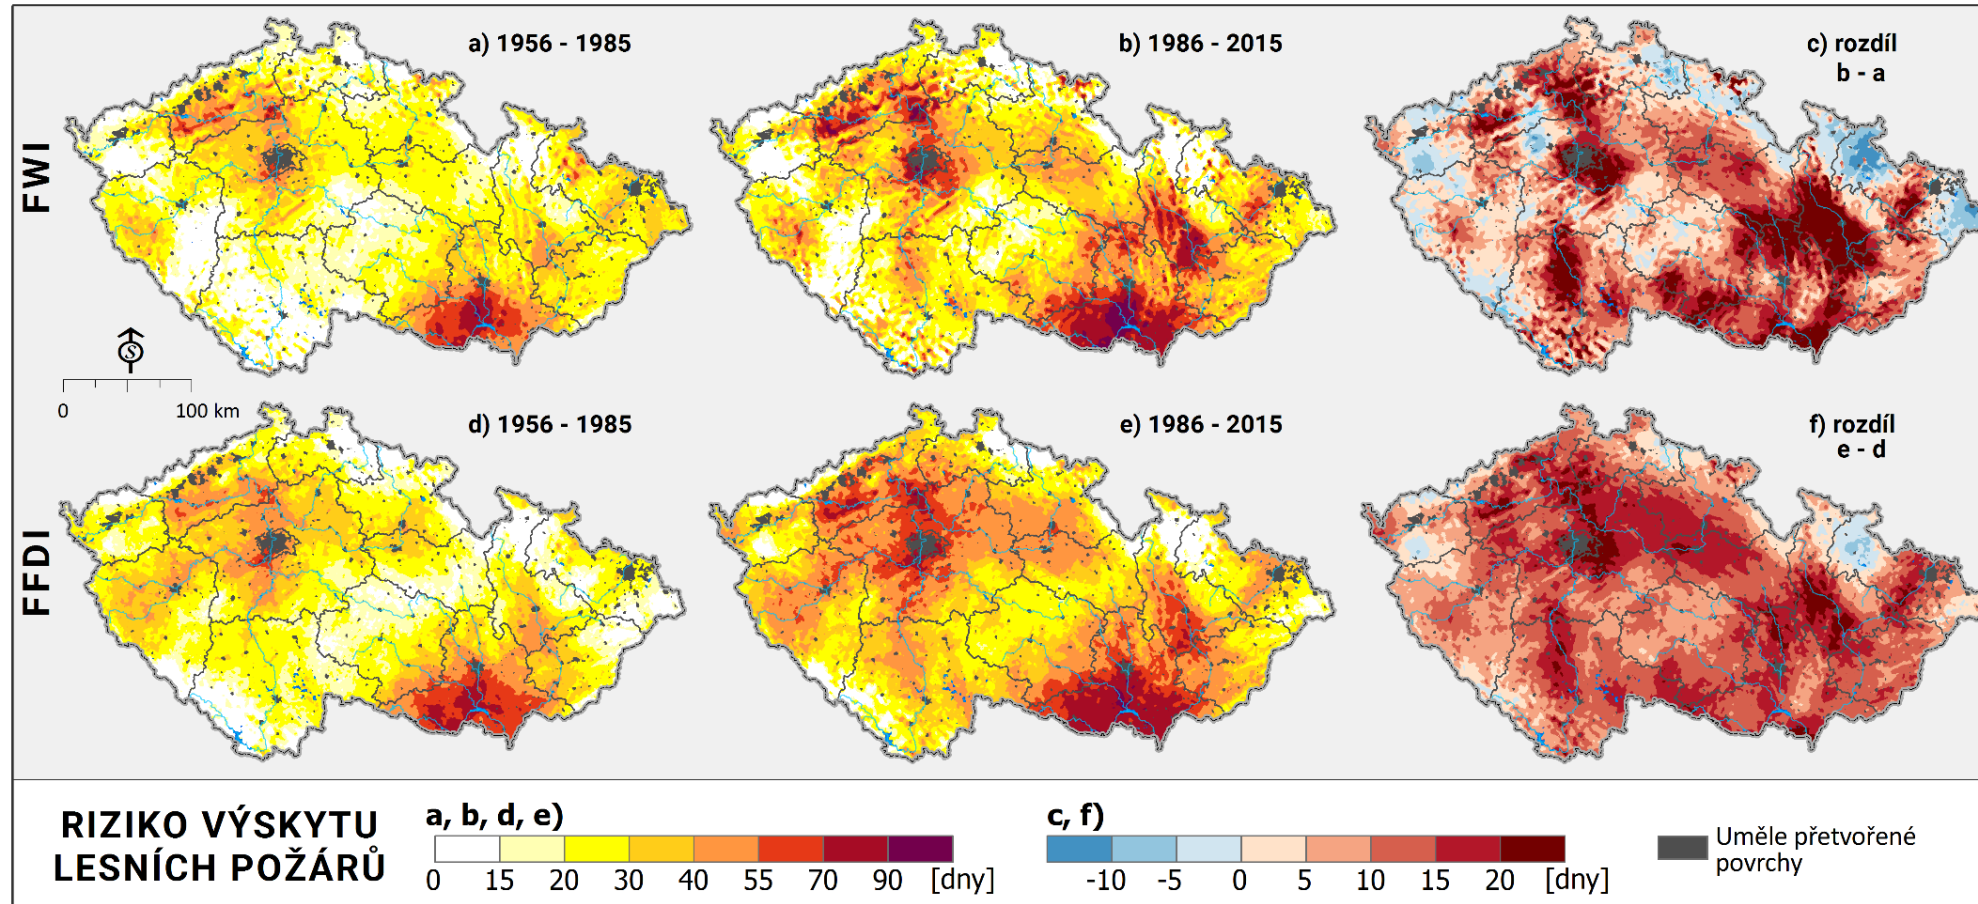 a) 1956 - 1985
b) 1986 - 2015
c) rozdíl
b - a
FWI
S
0 100 km
d) 1956 - 1985
e) 1986 - 2015
f) rozdíl
e - d
FFDI
RIZIKO VÝSKYTU
LESNÍCH POŽÁRŮ
a, b, d, e)
0 15 20 30 40 55 70 90 [dny]
c, f)
-10 -5 0 5 10 15 20 [dny]
Uměle přetvořené
povrchy